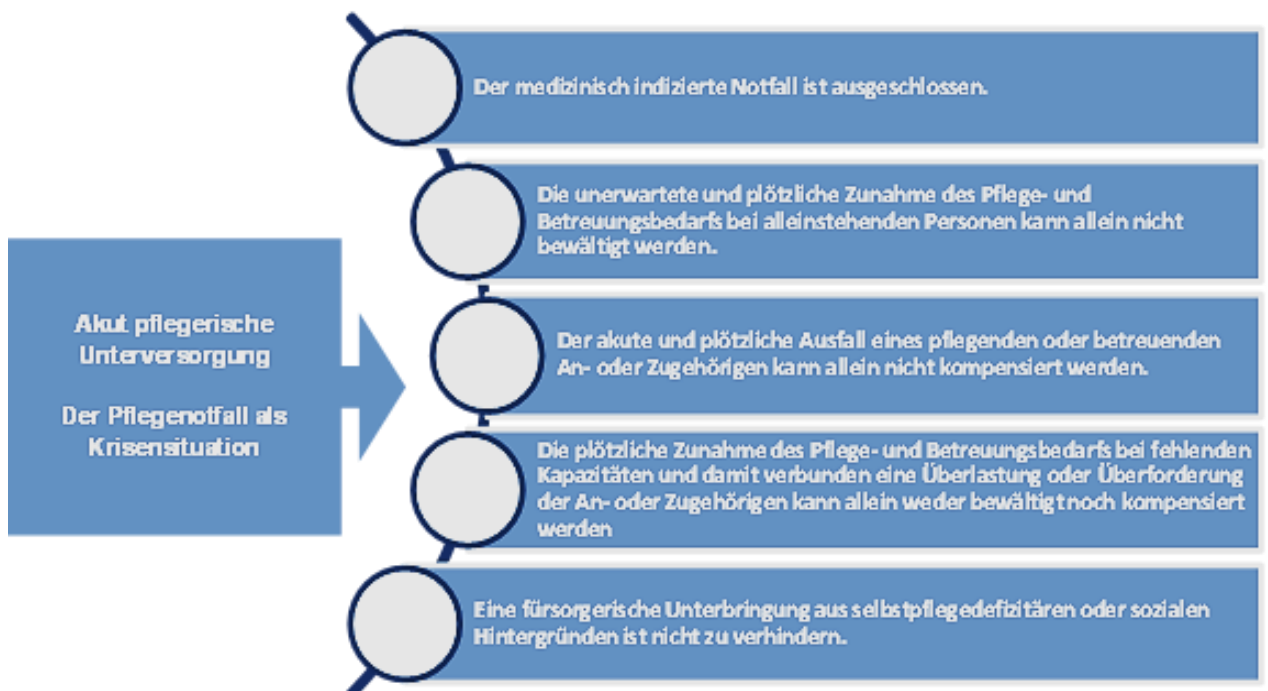 Akut pflegerische
Unterversorgung
Der Pflegenotfall als
Krisensituation
Der medizinisch indizierte Notfall ist ausgeschlossen.
Die unerwartete und plötzliche Zunahme des Pflege- und
Betreuungsbedarfs bei alleinstehenden Personen kann allein nicht
bewältigt werden.
Der akute und plötzliche Ausfall eines pflegenden oder betreuenden
An- oder Zugehörigen kann allein nicht kompensiert werden.
Die plötzliche Zunahme des Pflege- und Betreuungsbedarfs bei fehlenden
Kapazitäten und damit verbunden eine Überlastung oder Überforderung
der An- oder Zugehörigen kann allein weder bewältigt noch kompensiert
werden
Eine fürsorgerische Unterbringung aus selbstpflegedefizitären oder sozialen
Hintergründen ist nicht zu verhindern.